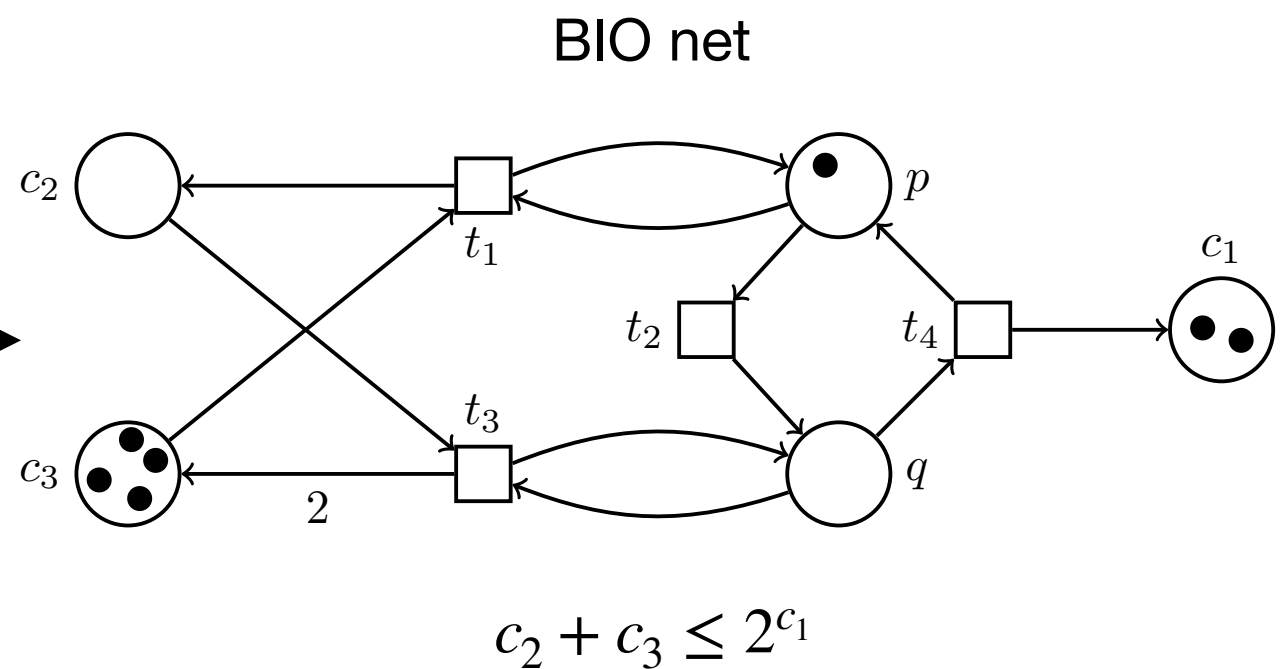 BIO net
c₂
t₁
p
c₁
t₂
t₄
t₃
c₃
2
q
c₂ + c₃ ≤ 2^{c₁}